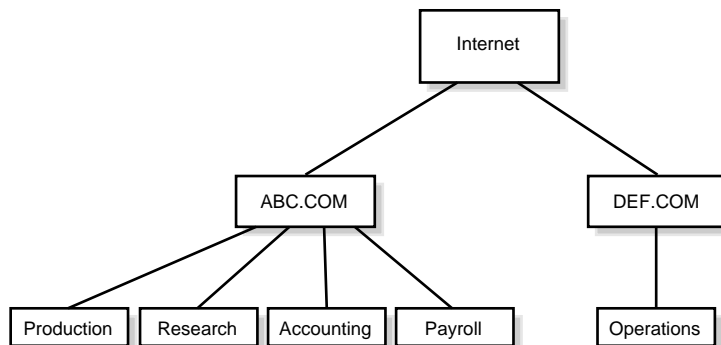 Internet
ABC.COM
DEF.COM
Production
Research
Accounting
Payroll
Operations